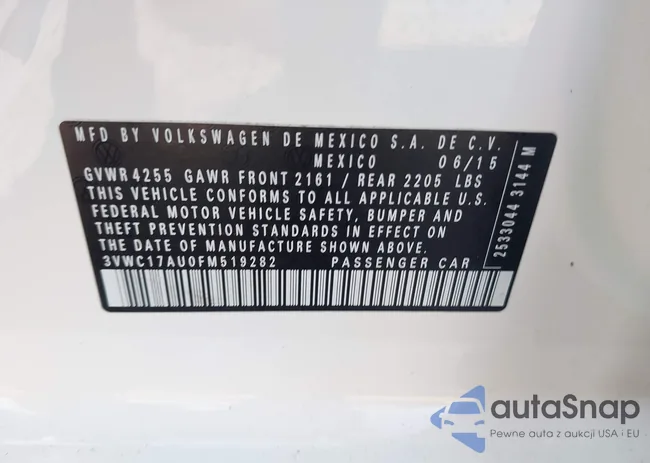 MFD BY VOLKSWAGEN DE MEXICO S.A. DE C.V.
MEXICO 06/15
GVWR 4255 GAWR FRONT 2161 / REAR 2205 LBS
THIS VEHICLE CONFORMS TO ALL APPLICABLE U.S.
FEDERAL MOTOR VEHICLE SAFETY, BUMPER AND
THEFT PREVENTION STANDARDS IN EFFECT ON
THE DATE OF MANUFACTURE SHOWN ABOVE.
3VWC17AU0FM519282 PASSENGER CAR
2533044 3144 M
autaSnap
Pewne auta z aukcji USA i EU